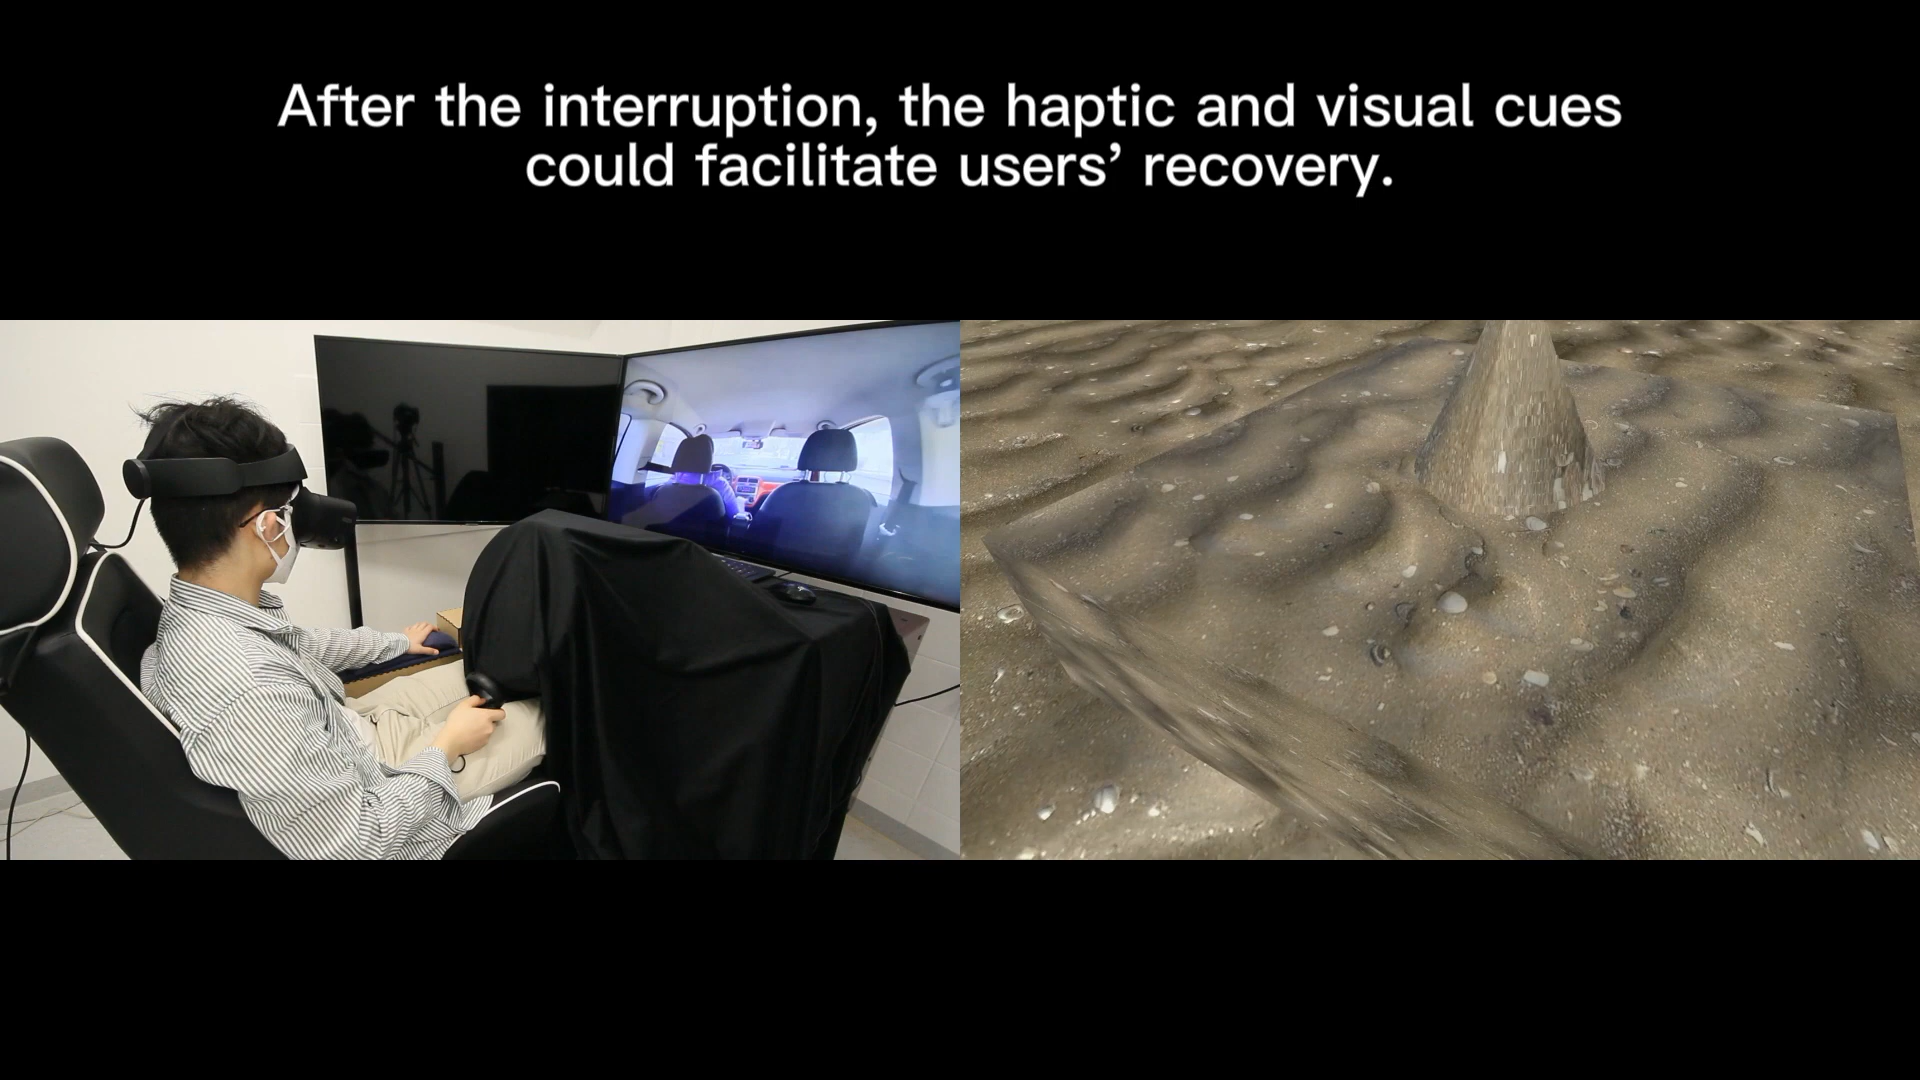 After the interruption, the haptic and visual cues
could facilitate users’ recovery.